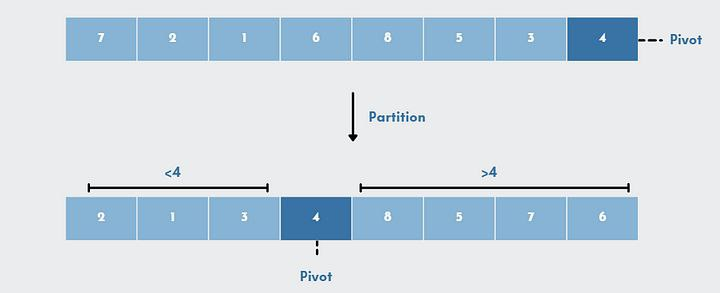 7 2 1 6 8 5 3 4 Pivot
Partition
<4 >4
2 1 3 4 8 5 7 6
Pivot